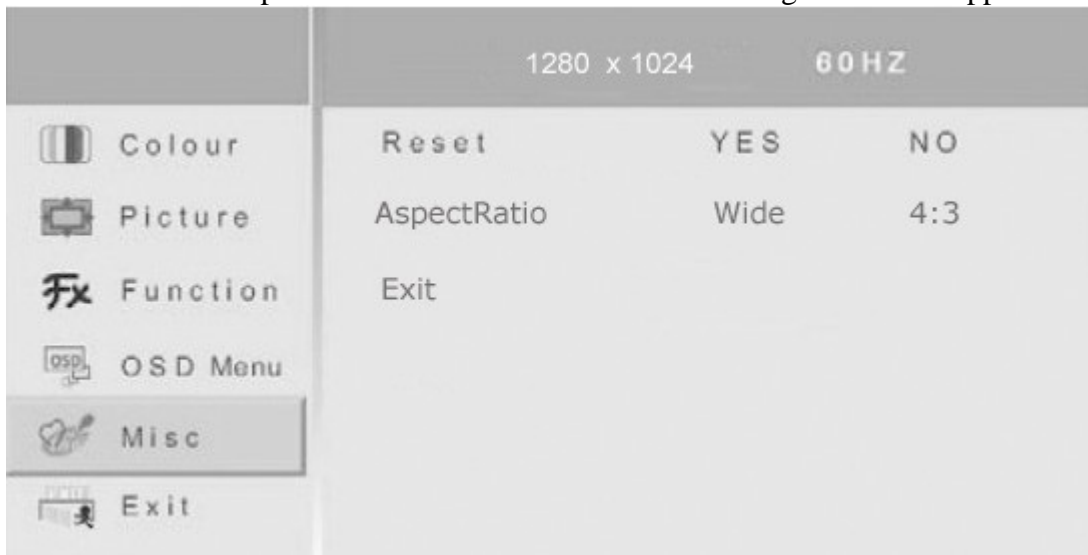 1280 x 1024 60HZ
Colour
Picture
Function
OSD Menu
Misc
Exit
Reset YES NO
AspectRatio Wide 4:3
Exit